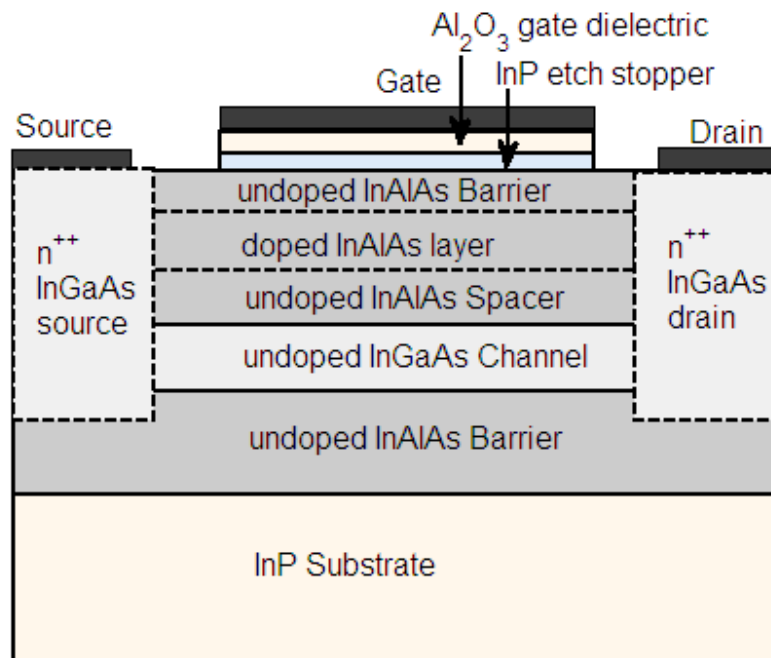 Al₂O₃ gate dielectric
InP etch stopper
Gate
Source
Drain
undoped InAlAs Barrier
doped InAlAs layer
undoped InAlAs Spacer
undoped InGaAs Channel
undoped InAlAs Barrier
n⁺⁺
InGaAs
source
n⁺⁺
InGaAs
drain
InP Substrate